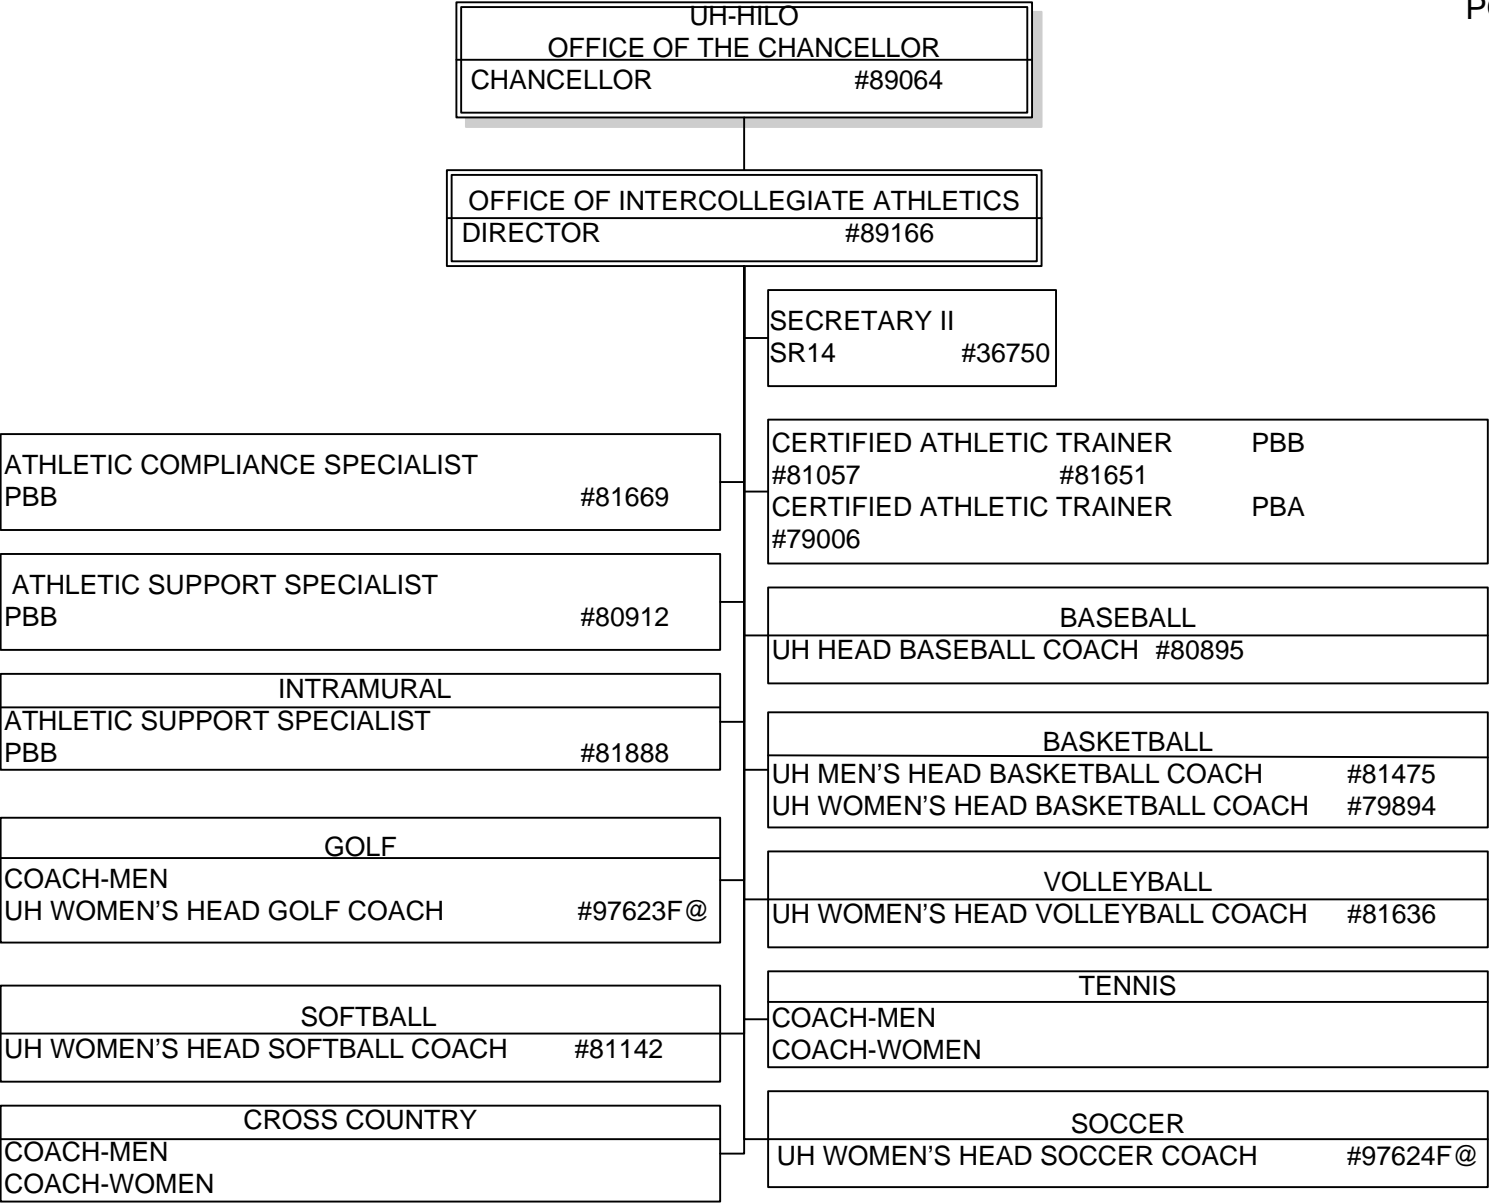 UH-HILO
OFFICE OF THE CHANCELLOR
CHANCELLOR #89064
OFFICE OF INTERCOLLEGIATE ATHLETICS
DIRECTOR #89166
SECRETARY II
SR14 #36750
ATHLETIC COMPLIANCE SPECIALIST
PBB #81669
ATHLETIC SUPPORT SPECIALIST
PBB #80912
INTRAMURAL
ATHLETIC SUPPORT SPECIALIST
PBB #81888
GOLF
COACH-MEN
UH WOMEN'S HEAD GOLF COACH #97623F@
SOFTBALL
UH WOMEN'S HEAD SOFTBALL COACH #81142
CROSS COUNTRY
COACH-MEN
COACH-WOMEN
CERTIFIED ATHLETIC TRAINER PBB
#81057 #81651
CERTIFIED ATHLETIC TRAINER PBA
#79006
BASEBALL
UH HEAD BASEBALL COACH #80895
BASKETBALL
UH MEN'S HEAD BASKETBALL COACH #81475
UH WOMEN'S HEAD BASKETBALL COACH #79894
VOLLEYBALL
UH WOMEN'S HEAD VOLLEYBALL COACH #81636
TENNIS
COACH-MEN
COACH-WOMEN
SOCCER
UH WOMEN'S HEAD SOCCER COACH #97624F@